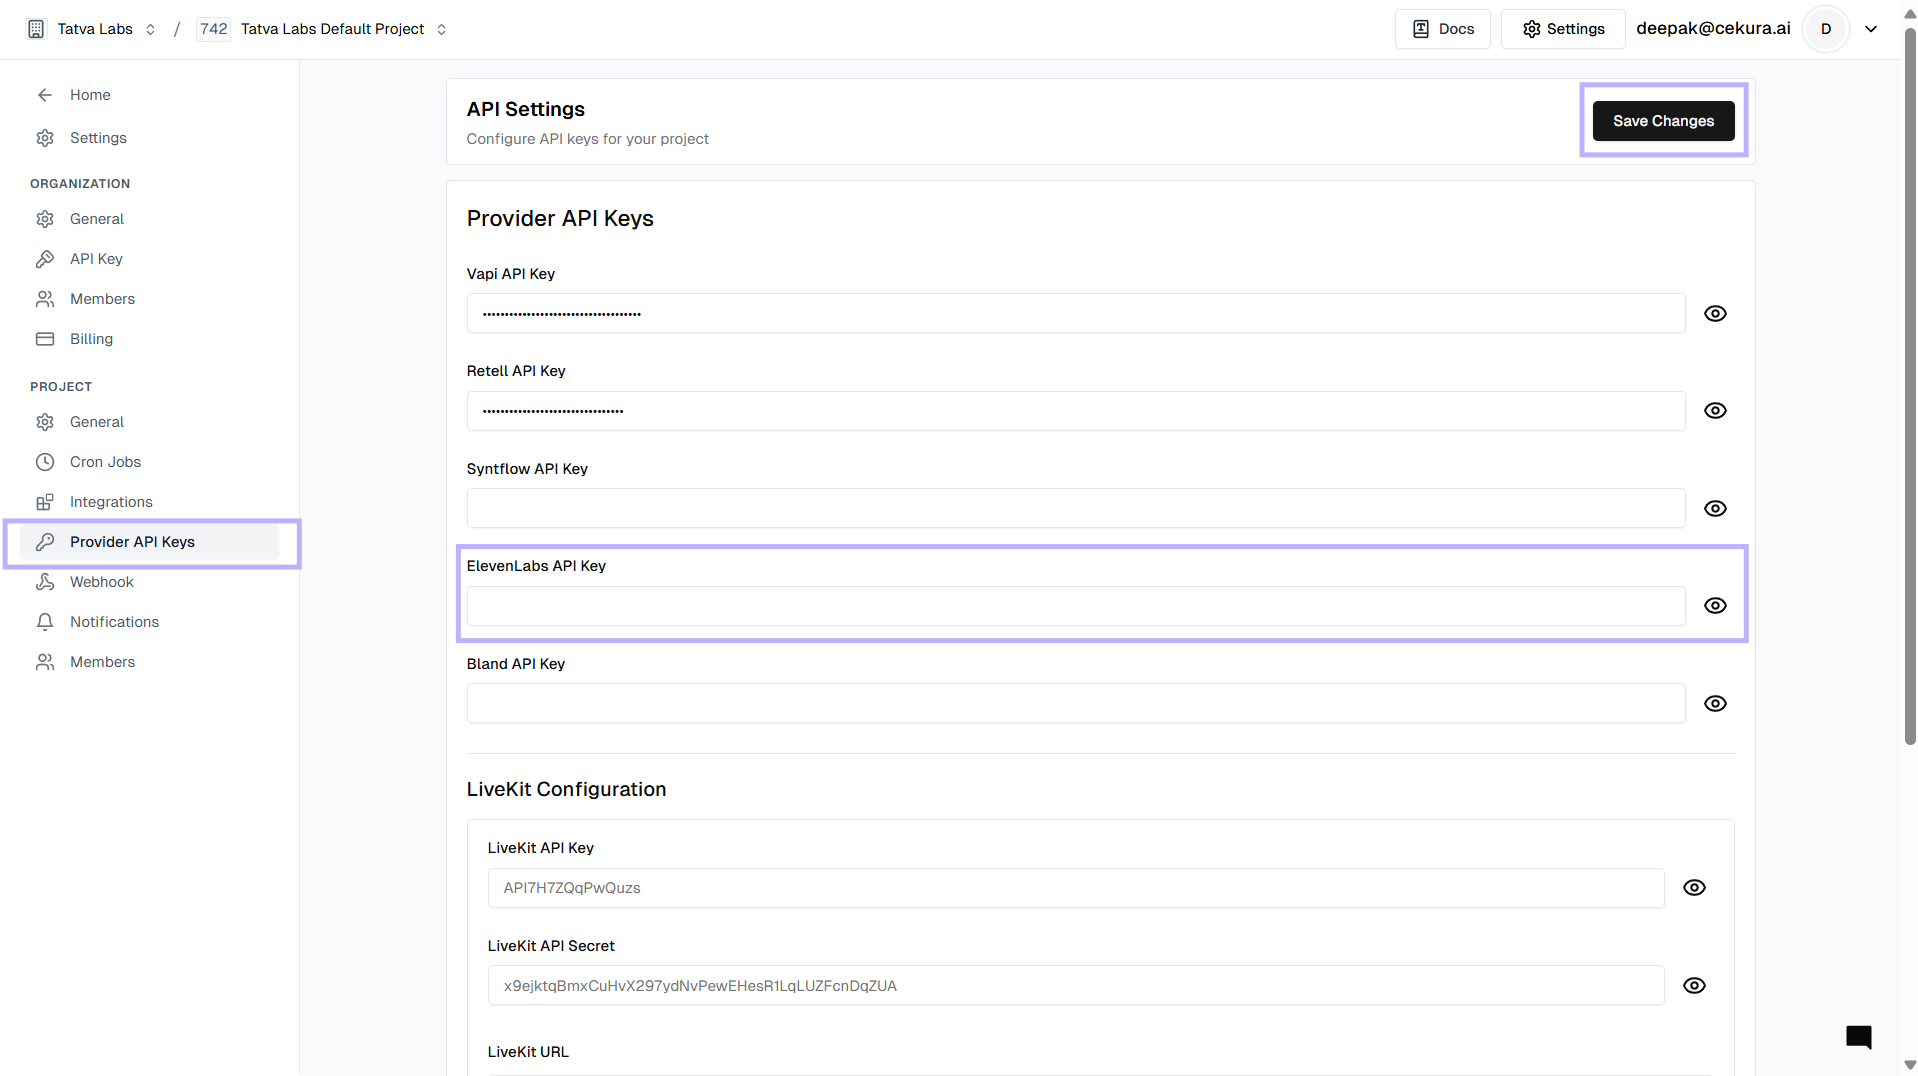 Tatva Labs / 742 Tatva Labs Default Project Docs Settings deepak@cekura.ai D
Home
Settings
ORGANIZATION
General
API Key
Members
Billing
PROJECT
General
Cron Jobs
Integrations
Provider API Keys
Webhook
Notifications
Members
API Settings
Configure API keys for your project
Save Changes
Provider API Keys
Vapi API Key
••••••••••••••••••••••••••••••••••••
Retell API Key
••••••••••••••••••••••••••••••••
Syntflow API Key
ElevenLabs API Key
Bland API Key
LiveKit Configuration
LiveKit API Key
API7H7ZQqPwQuzs
LiveKit API Secret
x9ejktqBmxCuHvX297ydNvPewEHesR1LqLUZFcnDqZUA
LiveKit URL